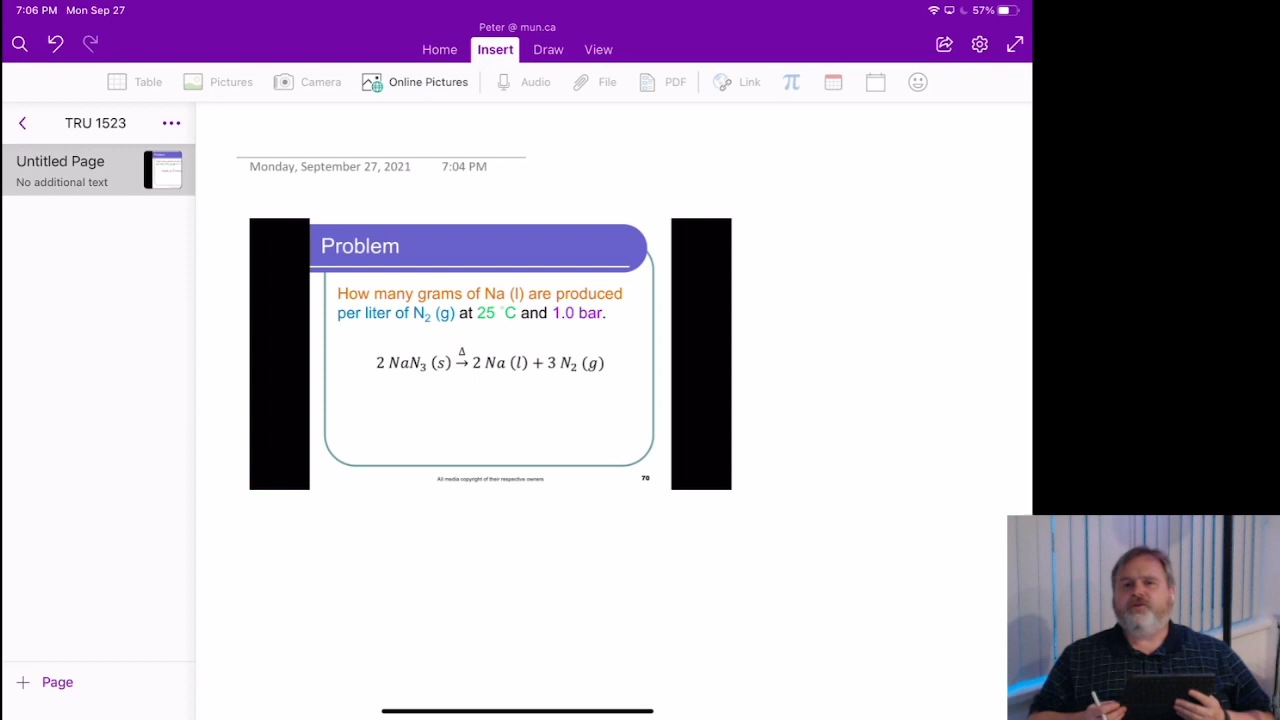 7:06 PM Mon Sep 27
57%
Peter @ mun.ca
Home Insert Draw View
Table Pictures Camera Online Pictures Audio File PDF Link π
TRU 1523
Untitled Page
No additional text
Monday, September 27, 2021 7:04 PM
Problem
How many grams of Na (l) are produced
per liter of N₂ (g) at 25 °C and 1.0 bar.
2 NaN₃ (s) Δ→ 2 Na (l) + 3 N₂ (g)
All media copyright of their respective owners
70
+ Page